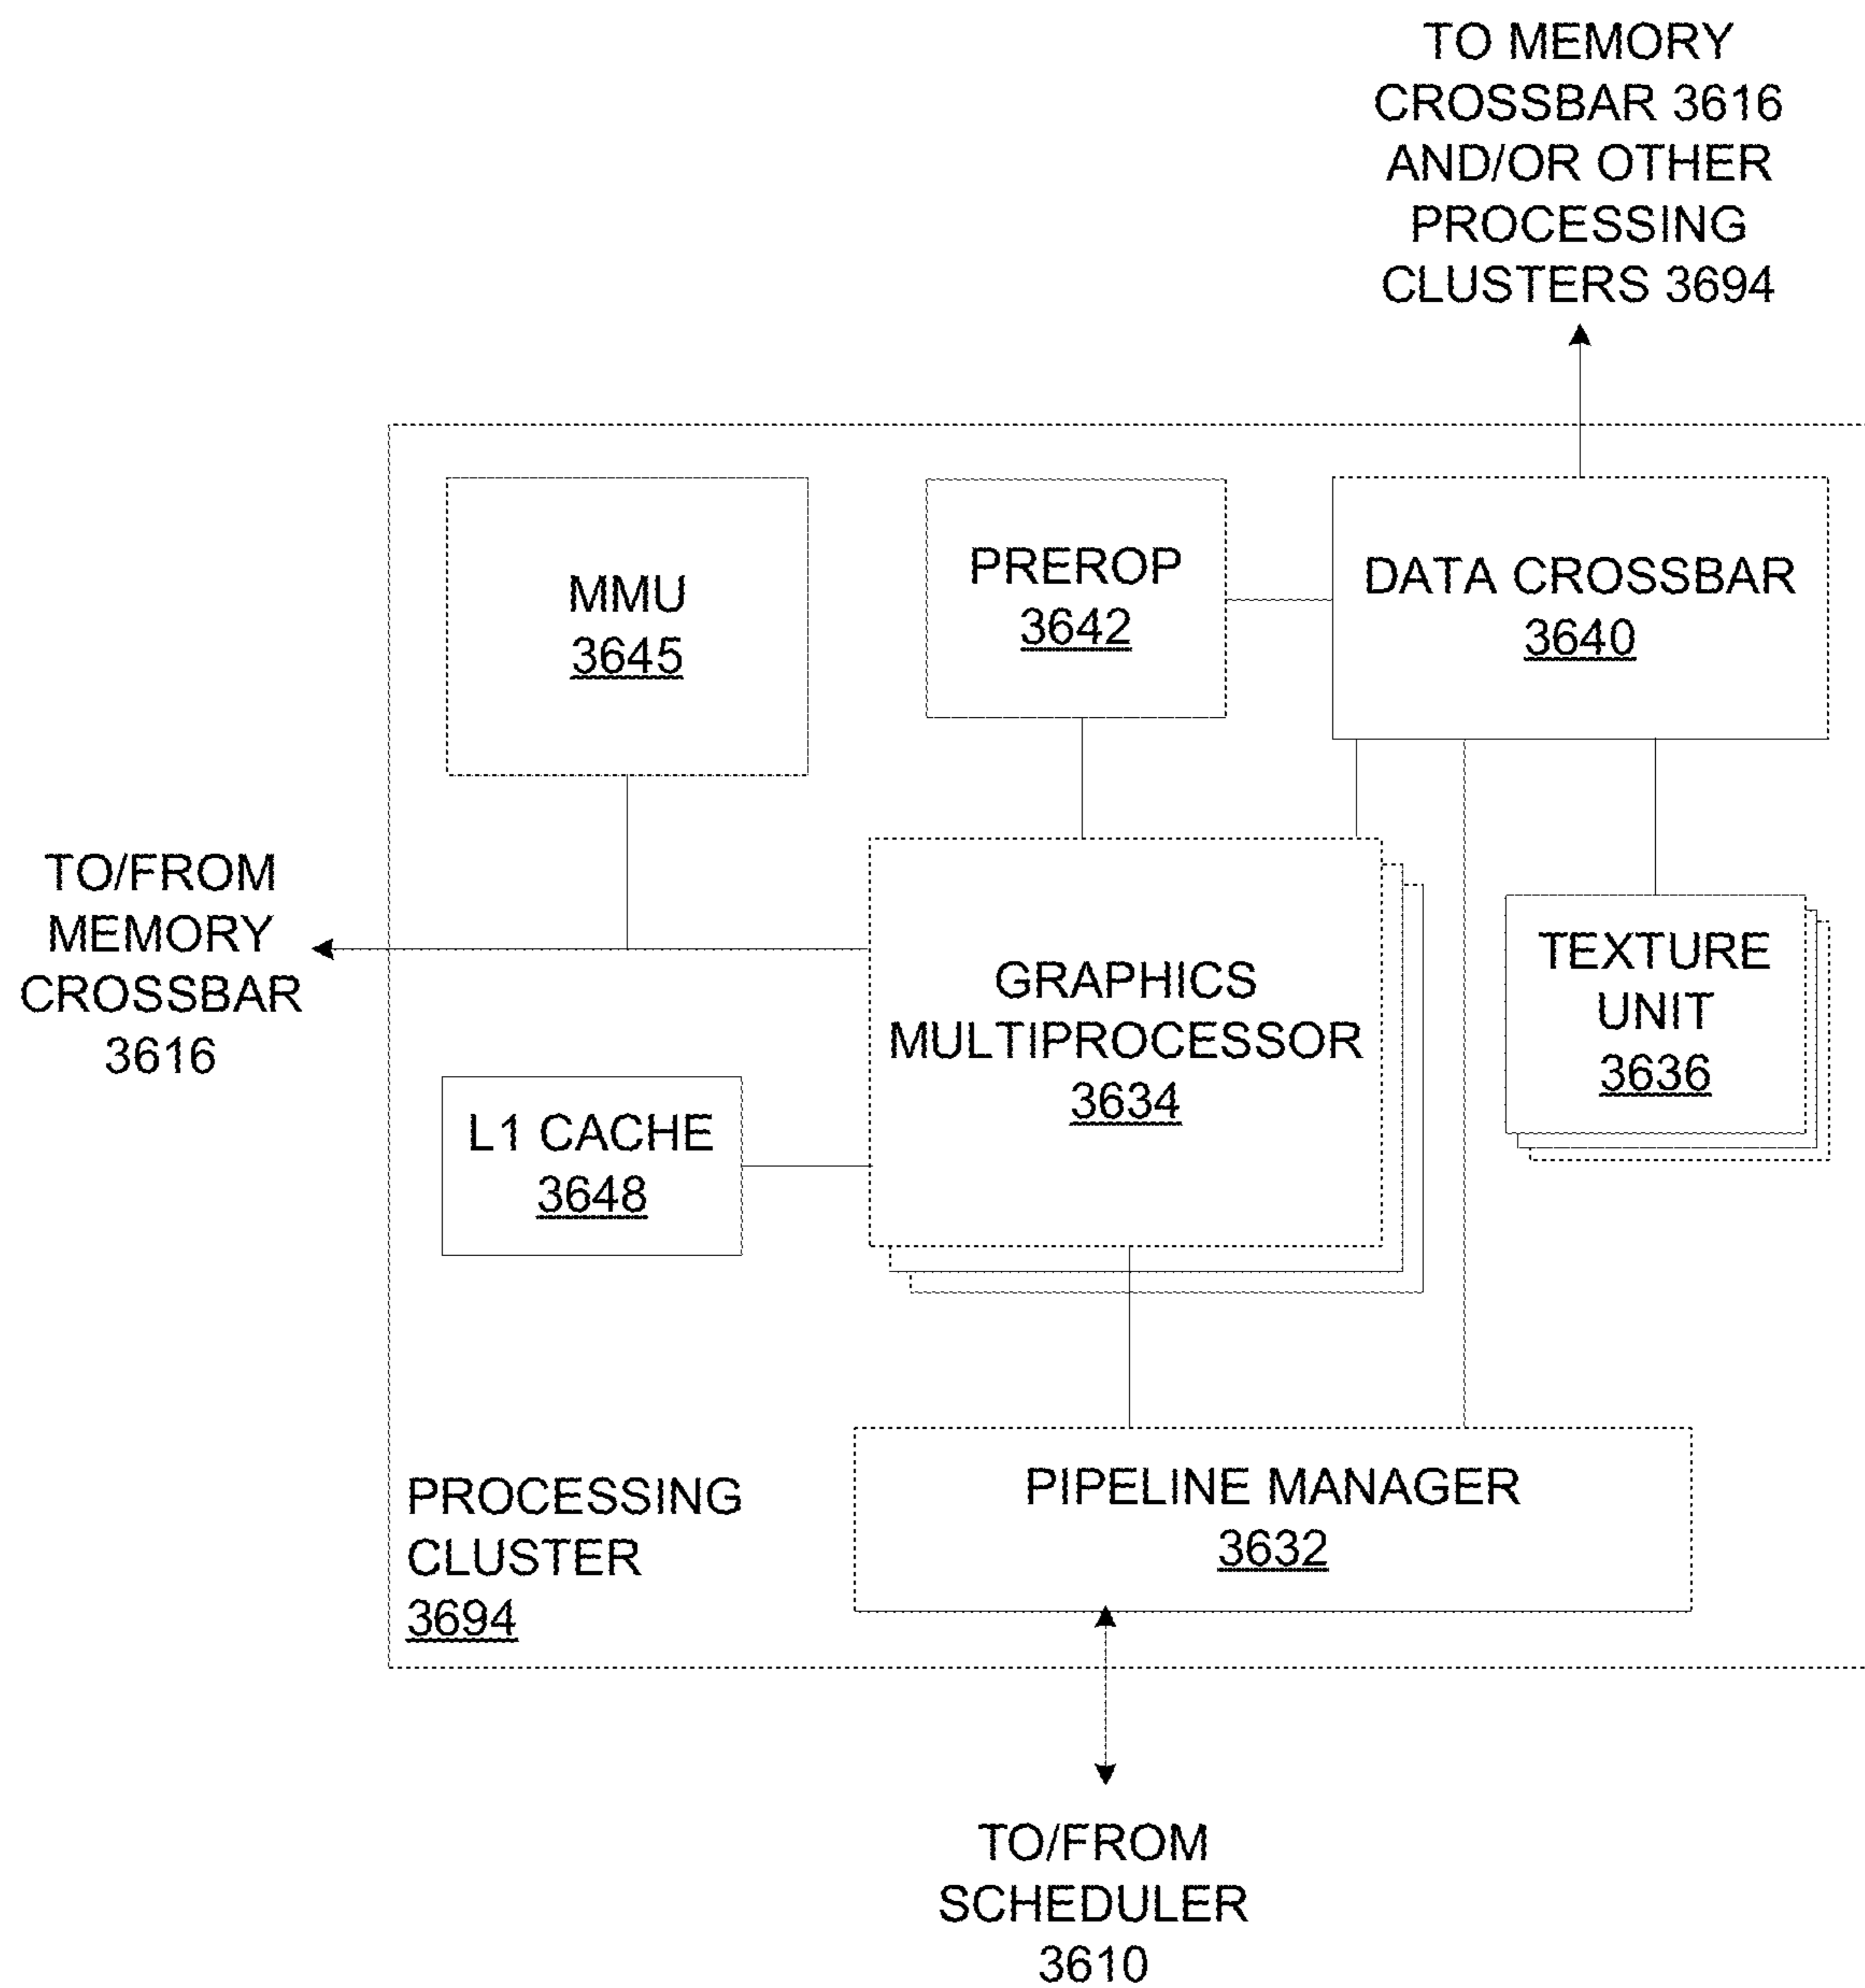 TO MEMORY
CROSSBAR 3616
AND/OR OTHER
PROCESSING
CLUSTERS 3694
MMU
3645
PREROP
3642
DATA CROSSBAR
3640
TO/FROM
MEMORY
CROSSBAR
3616
GRAPHICS
MULTIPROCESSOR
3634
TEXTURE
UNIT
3636
L1 CACHE
3648
PROCESSING
CLUSTER
3694
PIPELINE MANAGER
3632
TO/FROM
SCHEDULER
3610